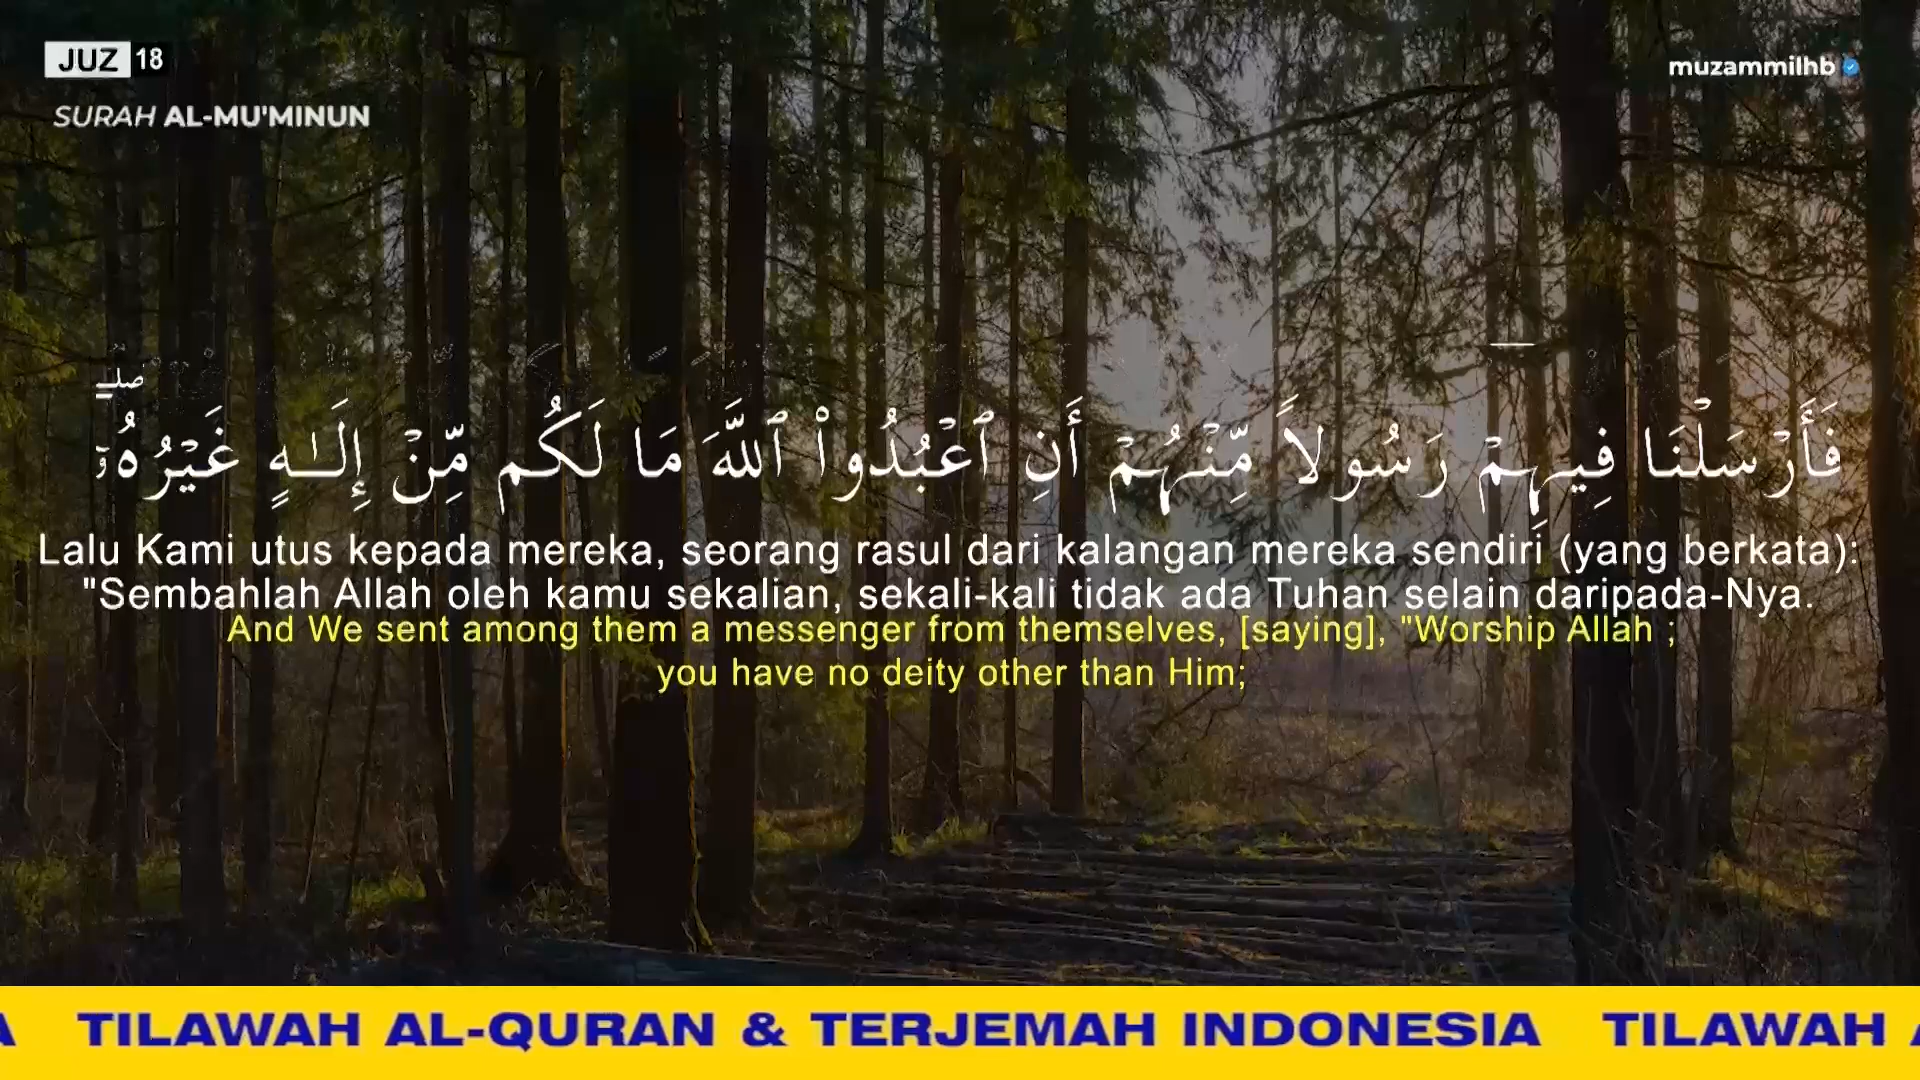 JUZ 18
muzammilhb
SURAH AL-MU'MINUN
فَأَرْسَلْنَا فِيهِمْ رَسُولاً مِّنْهُمْ أَنِ ٱعْبُدُواْ ٱللَّهَ مَا لَكُم مِّنْ إِلَـٰهٍ غَيْرُهُۥٓ ۖ
Lalu Kami utus kepada mereka, seorang rasul dari kalangan mereka sendiri (yang berkata):
"Sembahlah Allah oleh kamu sekalian, sekali-kali tidak ada Tuhan selain daripada-Nya.
And We sent among them a messenger from themselves, [saying], "Worship Allah ;
you have no deity other than Him;
A TILAWAH AL-QURAN & TERJEMAH INDONESIA TILAWAH A